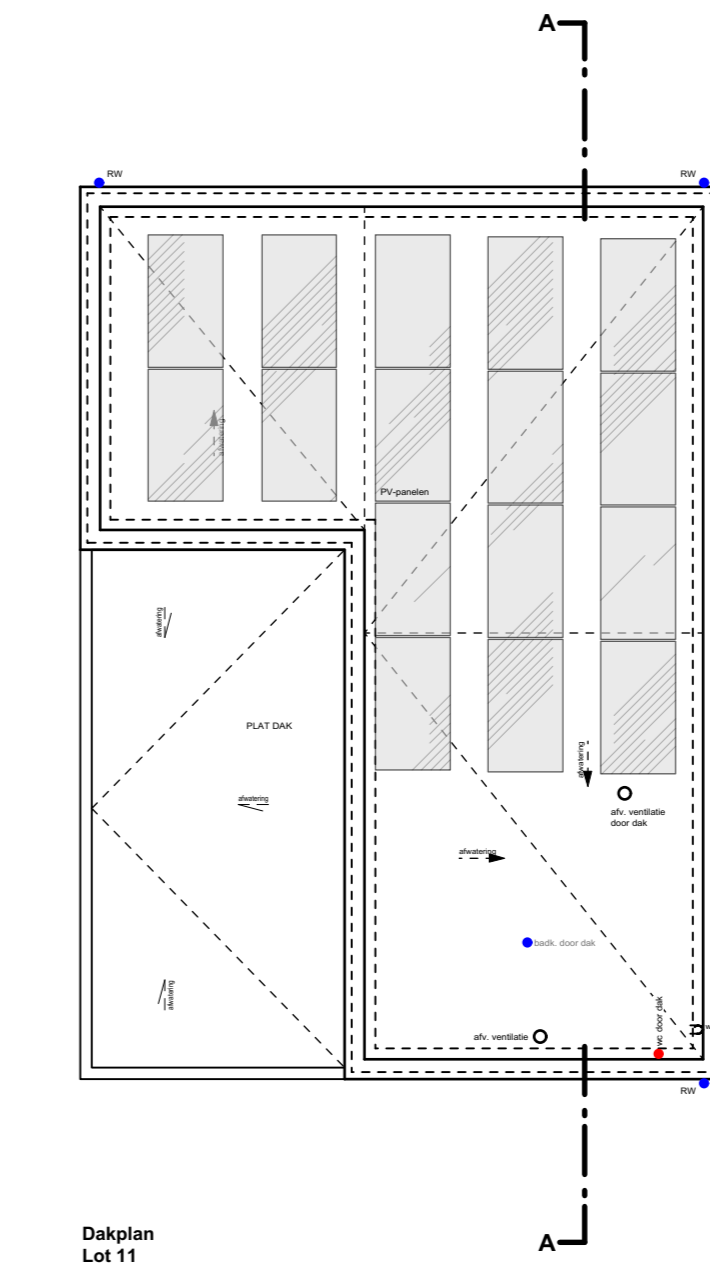 A
RW
RW
afwatering
PV-panelen
afwatering
PLAT DAK
afwatering
afwatering
afv. ventilatie
door dak
afwatering
badk. door dak
afwatering
wc door dak
afv. ventilatie
RW
A
Dakplan
Lot 11